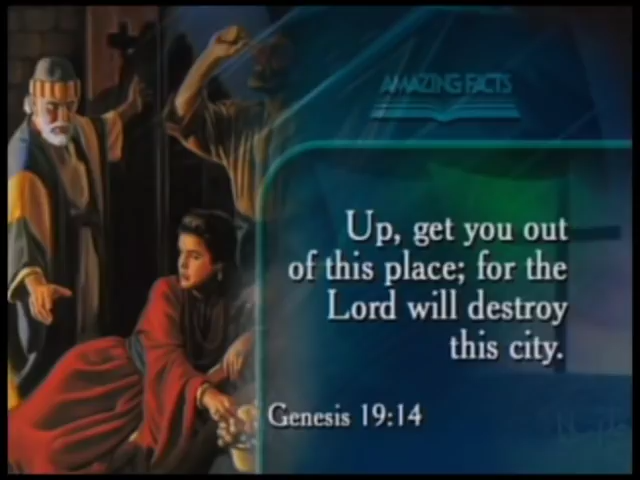 AMAZING FACTS
Up, get you out
of this place; for the
Lord will destroy
this city.
Genesis 19:14